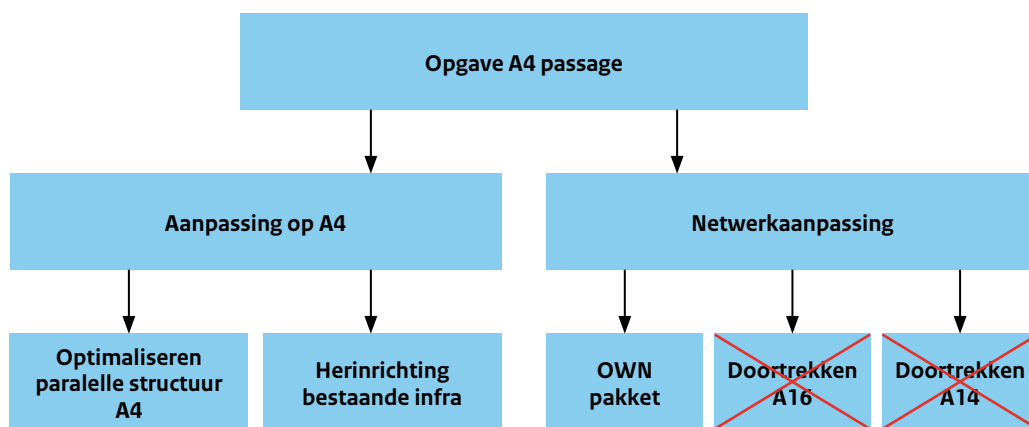 Opgave A4 passage
Aanpassing op A4
Netwerkaanpassing
Optimaliseren
paralelle structuur
A4
Herinrichting
bestaande infra
OWN
pakket
Doortrekken
A16
Doortrekken
A14